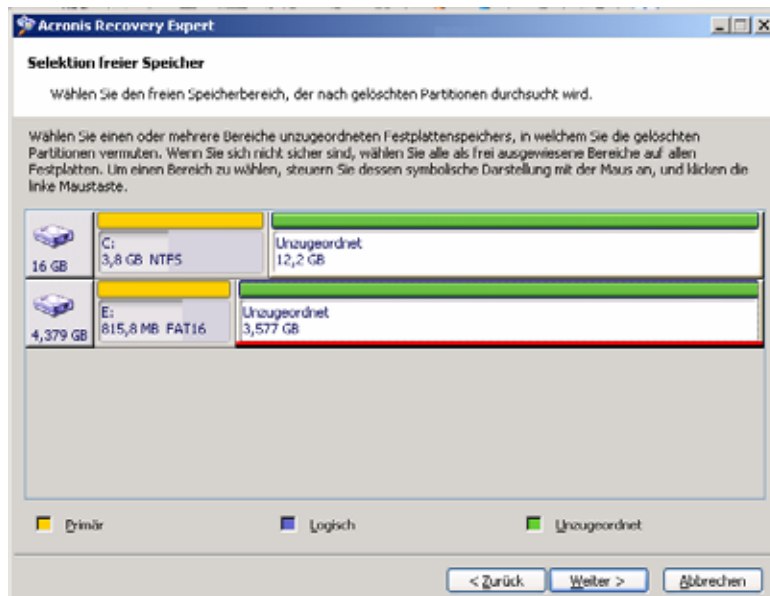 Acronis Recovery Expert
Selektion freier Speicher
Wählen Sie den freien Speicherbereich, der nach gelöschten Partitionen durchsucht wird.
Wählen Sie einen oder mehrere Bereiche unzugeordneten Festplattenspeichers, in welchem Sie die gelöschten
Partitionen vermuten. Wenn Sie sich nicht sicher sind, wählen Sie alle als frei ausgewiesene Bereiche auf allen
Festplatten. Um einen Bereich zu wählen, steuern Sie dessen symbolische Darstellung mit der Maus an, und klicken die
linke Maustaste.
16 GB
C:
3,8 GB NTFS
Unzugeordnet
12,2 GB
4,379 GB
E:
815,8 MB FAT16
Unzugeordnet
3,577 GB
Primär
Logisch
Unzugeordnet
< Zurück
Weiter >
Abbrechen